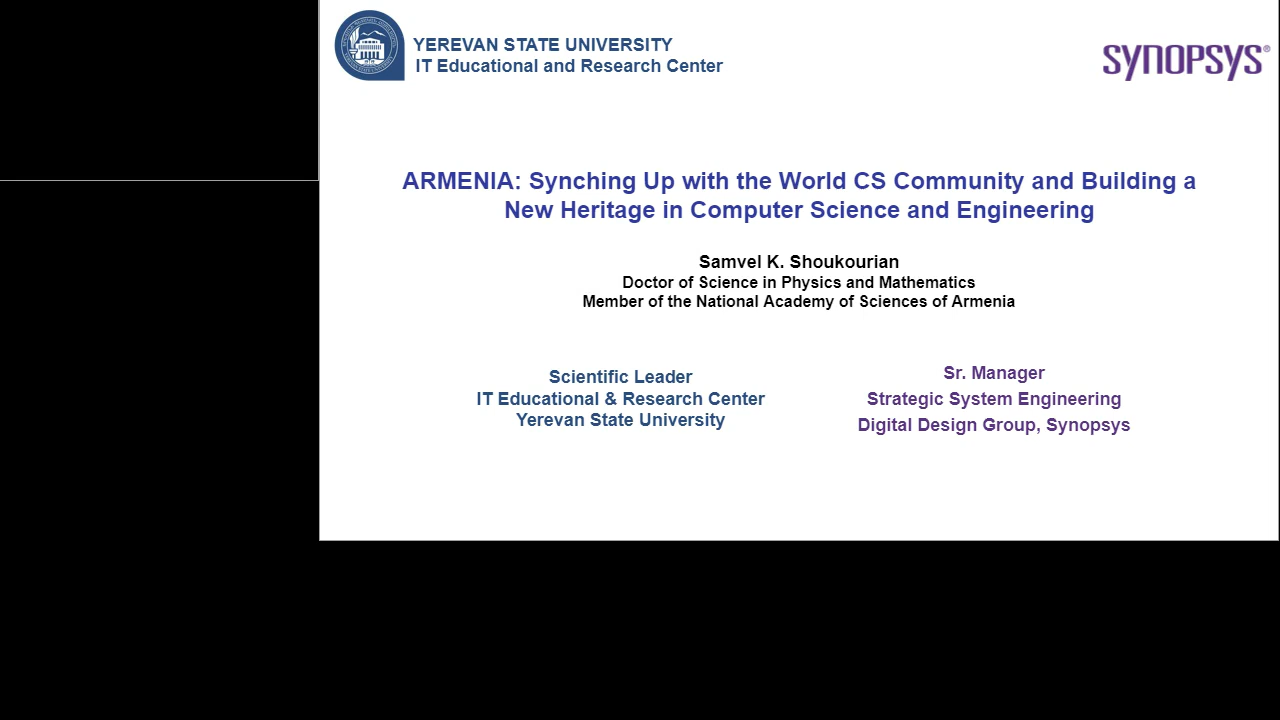 YEREVAN STATE UNIVERSITY
IT Educational and Research Center
SYNOPSYS®
ARMENIA: Synching Up with the World CS Community and Building a
New Heritage in Computer Science and Engineering
Samvel K. Shoukourian
Doctor of Science in Physics and Mathematics
Member of the National Academy of Sciences of Armenia
Scientific Leader
IT Educational & Research Center
Yerevan State University
Sr. Manager
Strategic System Engineering
Digital Design Group, Synopsys